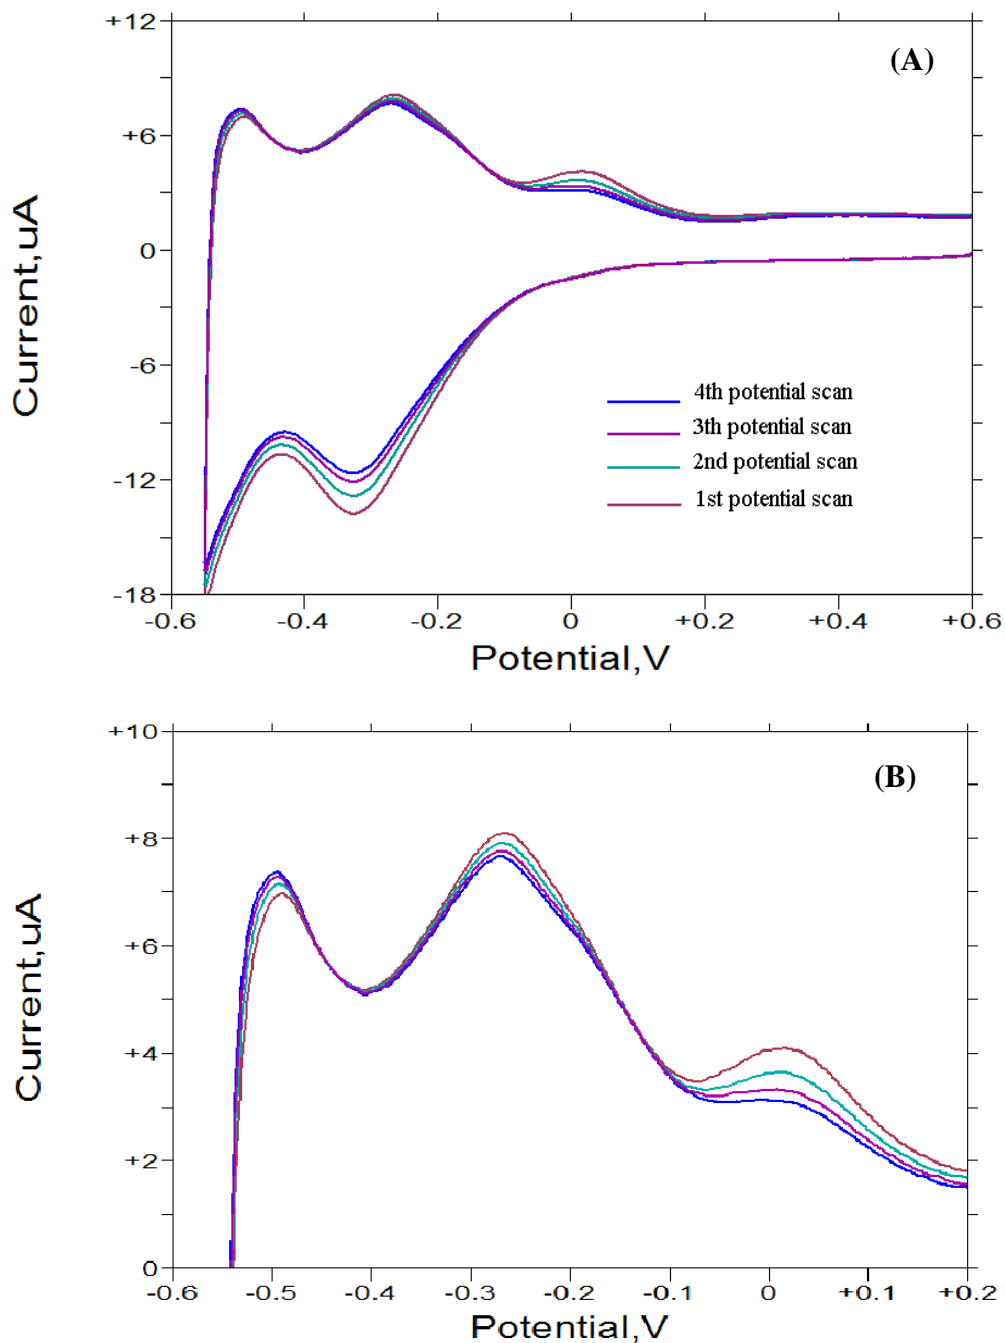 (A)
+12
+6
0
-6
-12
-18
Current,uA
4th potential scan
3th potential scan
2nd potential scan
1st potential scan
-0.6 -0.4 -0.2 0 +0.2 +0.4 +0.6
Potential,V
(B)
+10
+8
+6
+4
+2
0
Current,uA
-0.6 -0.5 -0.4 -0.3 -0.2 -0.1 0 +0.1 +0.2
Potential,V